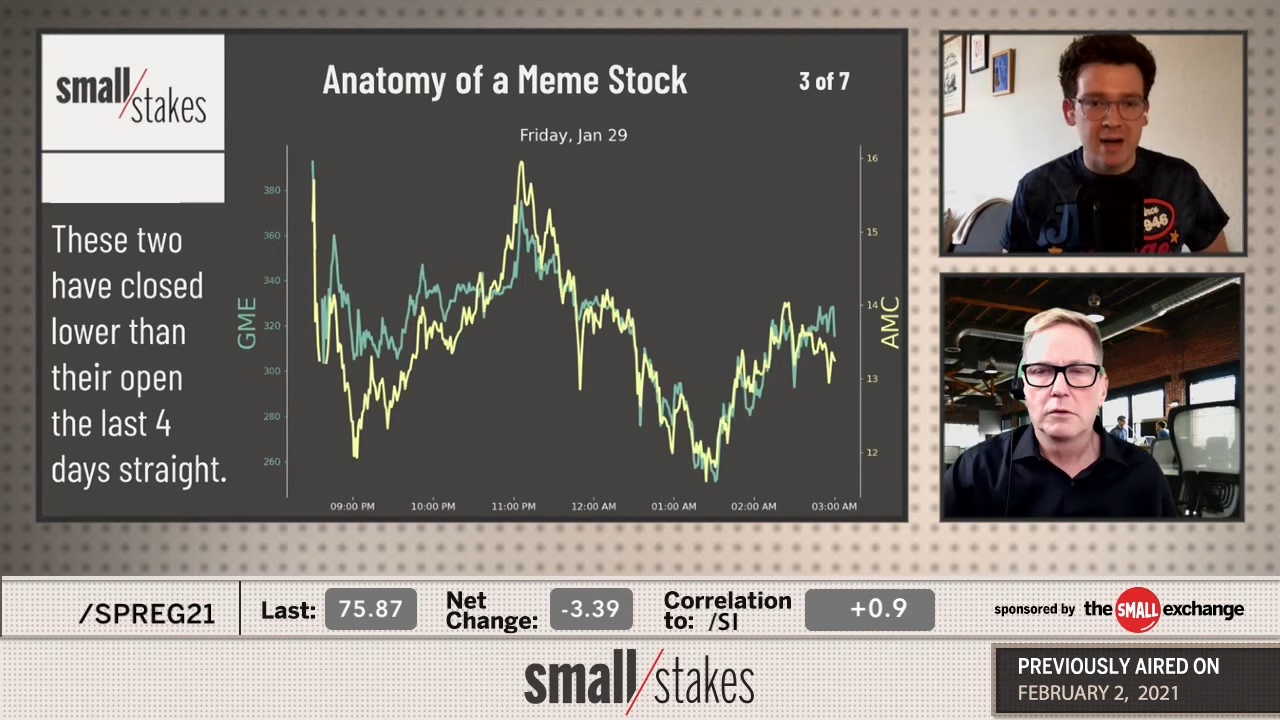 small/stakes
Anatomy of a Meme Stock
3 of 7
Friday, Jan 29
These two
have closed
lower than
their open
the last 4
days straight.
GME
380
360
340
320
300
280
260
16
15
14
13
12
AMC
09:00 PM 10:00 PM 11:00 PM 12:00 AM 01:00 AM 02:00 AM 03:00 AM
since
1946
/SPREG21
Last: 75.87
Net
Change: -3.39
Correlation
to: /SI +0.9
sponsored by the SMALL exchange
small/stakes
PREVIOUSLY AIRED ON
FEBRUARY 2, 2021